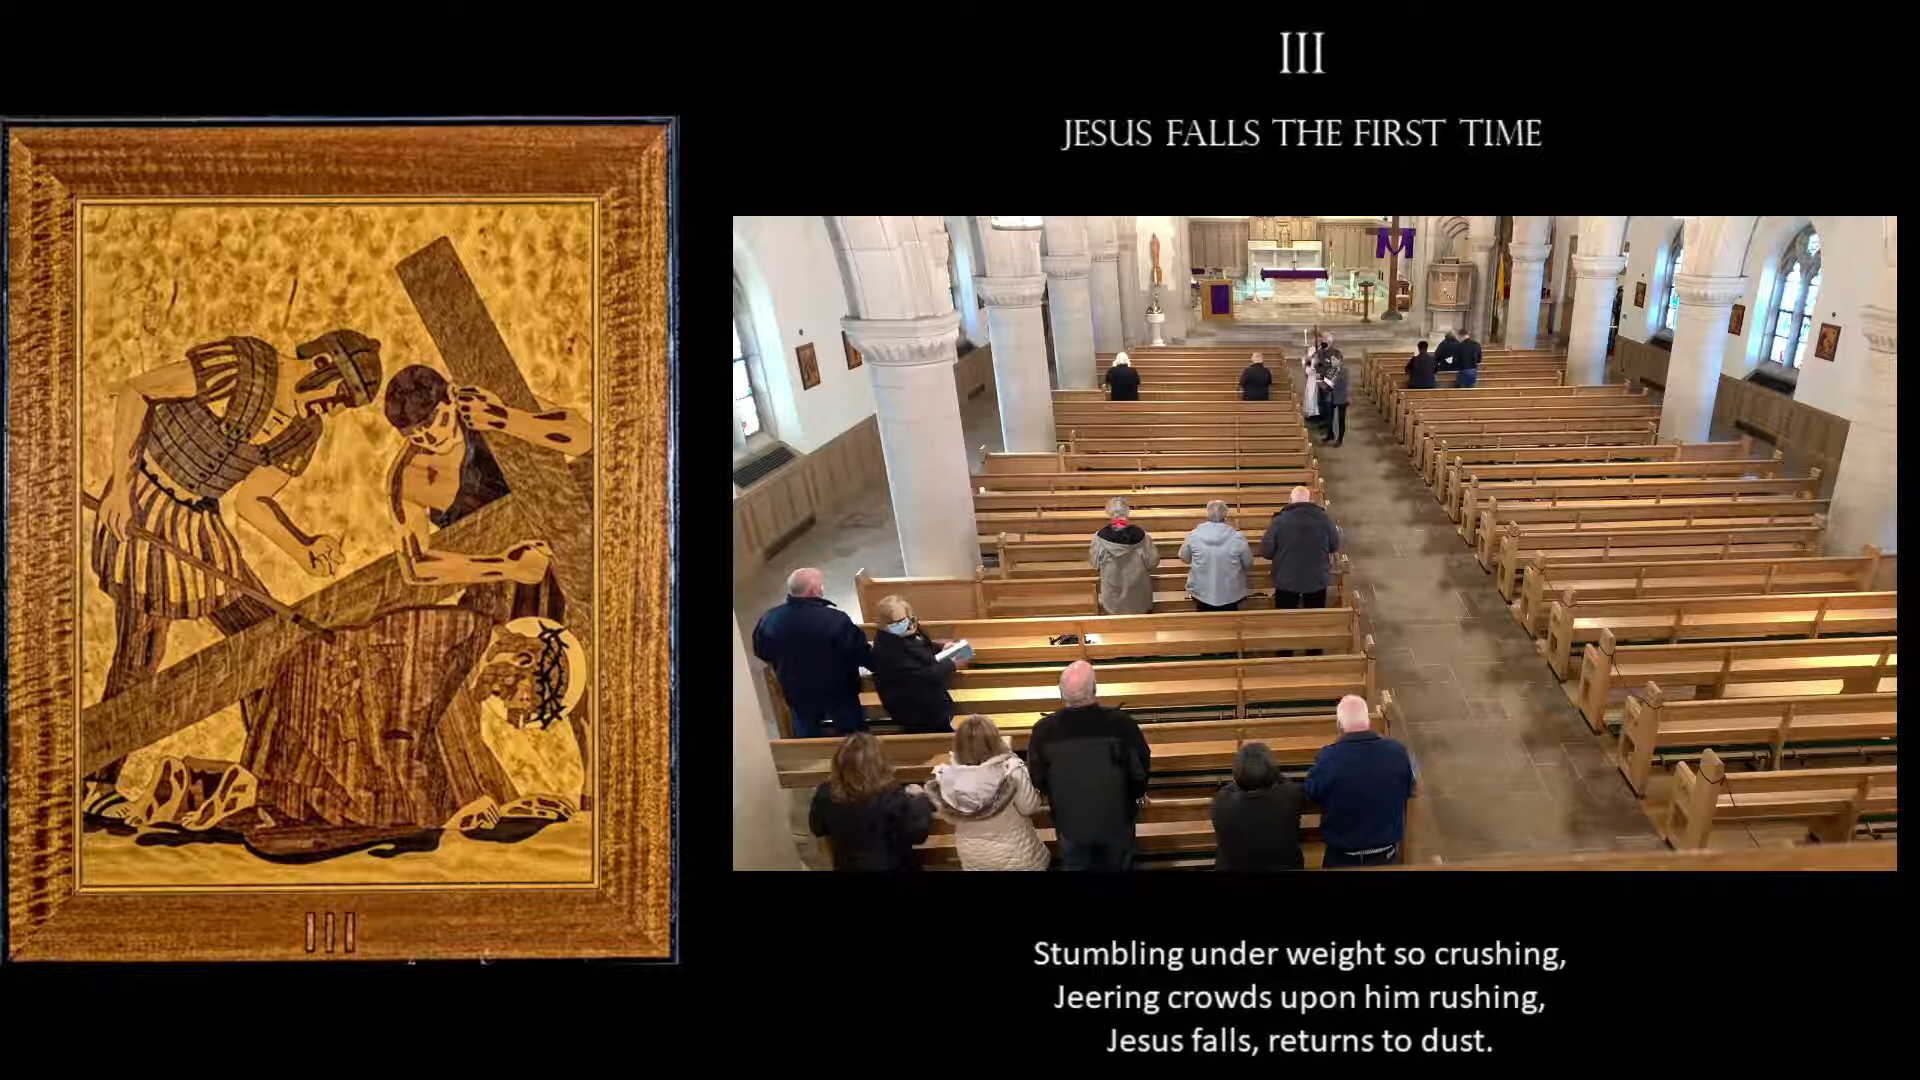 III
JESUS FALLS THE FIRST TIME
III
Stumbling under weight so crushing,
Jeering crowds upon him rushing,
Jesus falls, returns to dust.